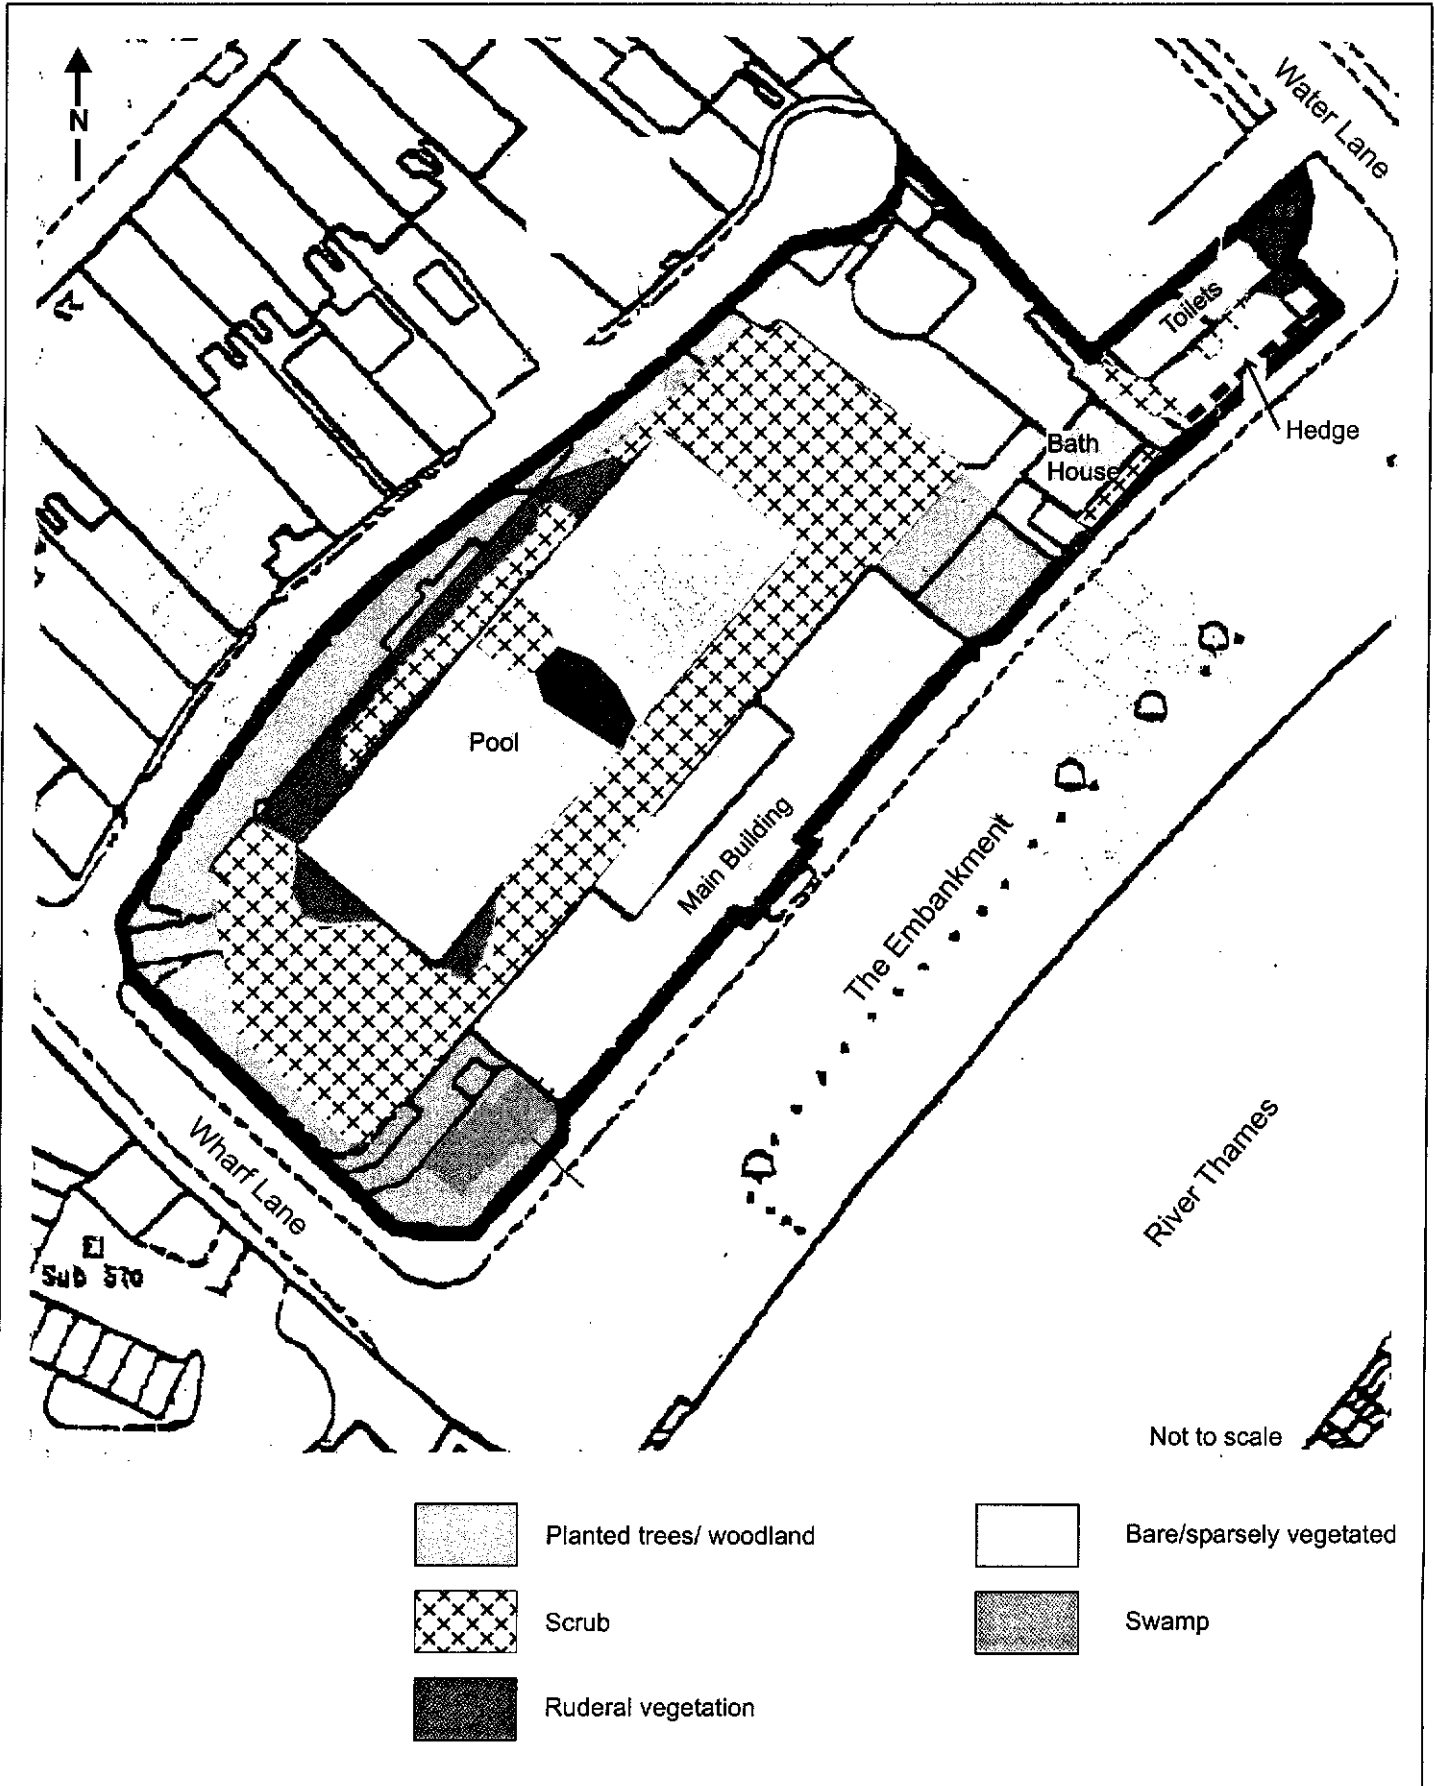 N
Water Lane
Toilets
Hedge
Bath
House
Pool
Main Building
The Embankment
River Thames
Wharf Lane
Sub Sta
Not to scale
Planted trees/ woodland
Bare/sparsely vegetated
Scrub
Swamp
Ruderal vegetation